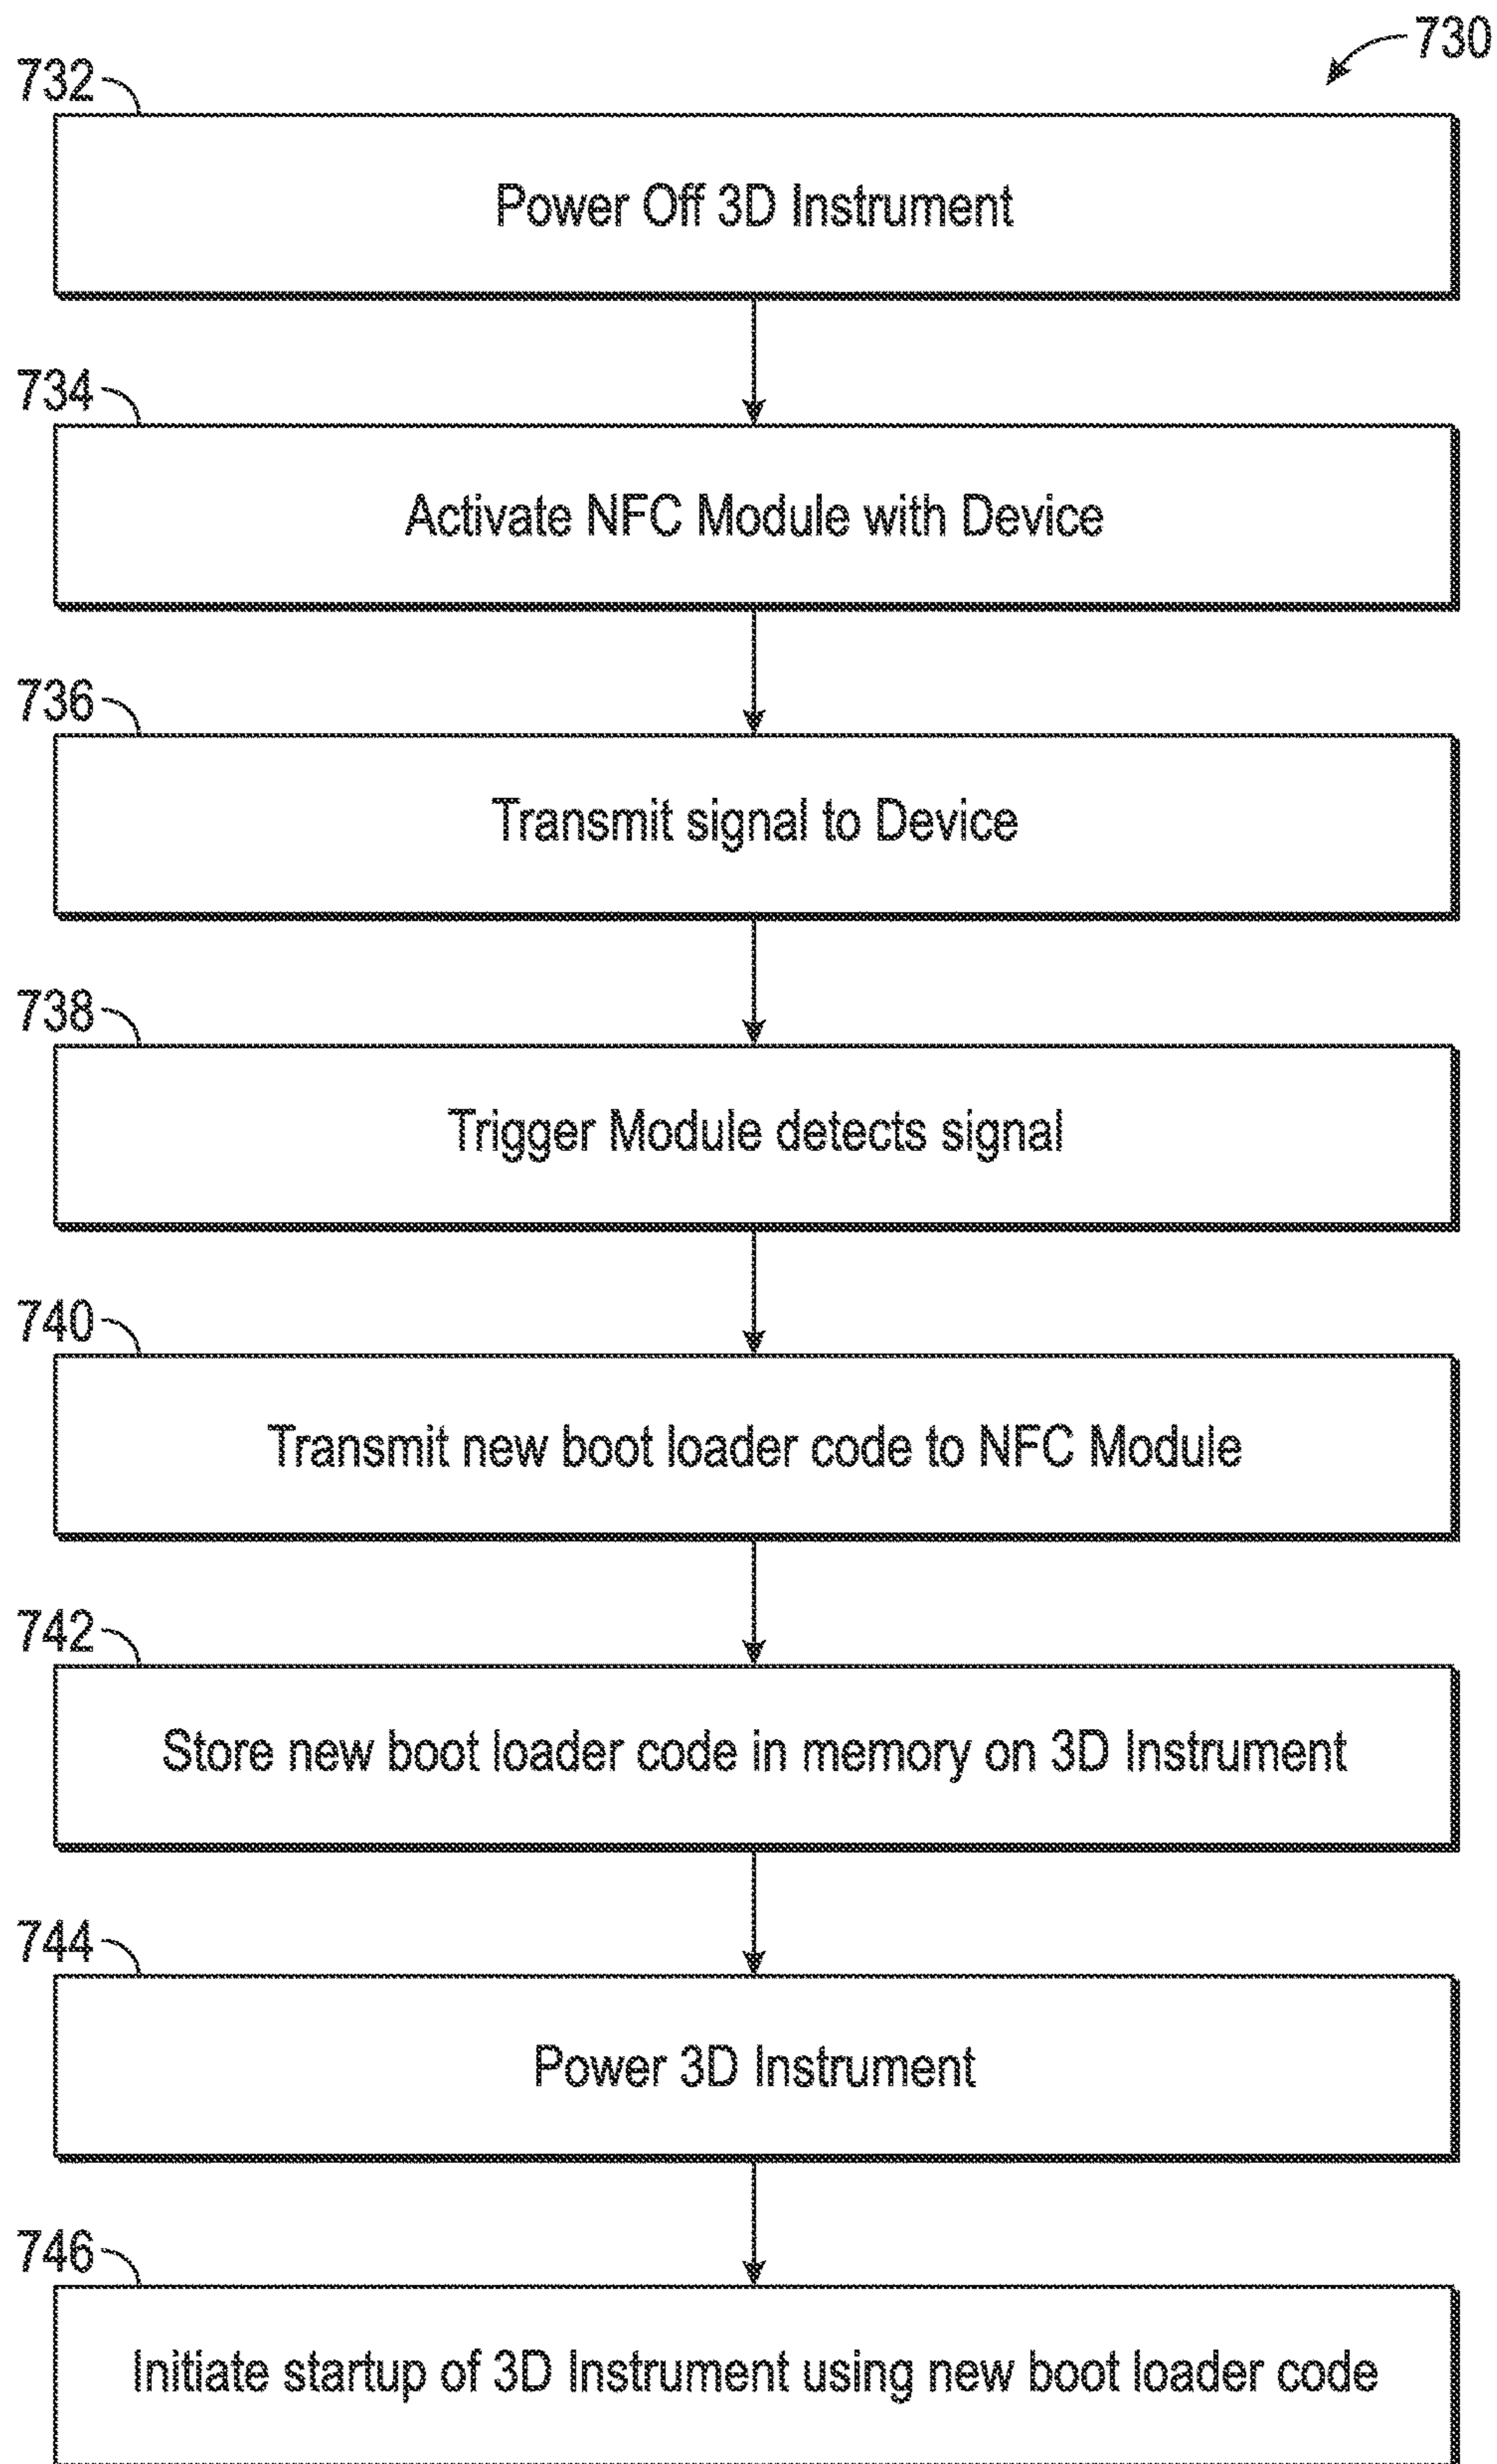 730
732
Power Off 3D Instrument
734
Activate NFC Module with Device
736
Transmit signal to Device
738
Trigger Module detects signal
740
Transmit new boot loader code to NFC Module
742
Store new boot loader code in memory on 3D Instrument
744
Power 3D Instrument
746
Initiate startup of 3D Instrument using new boot loader code